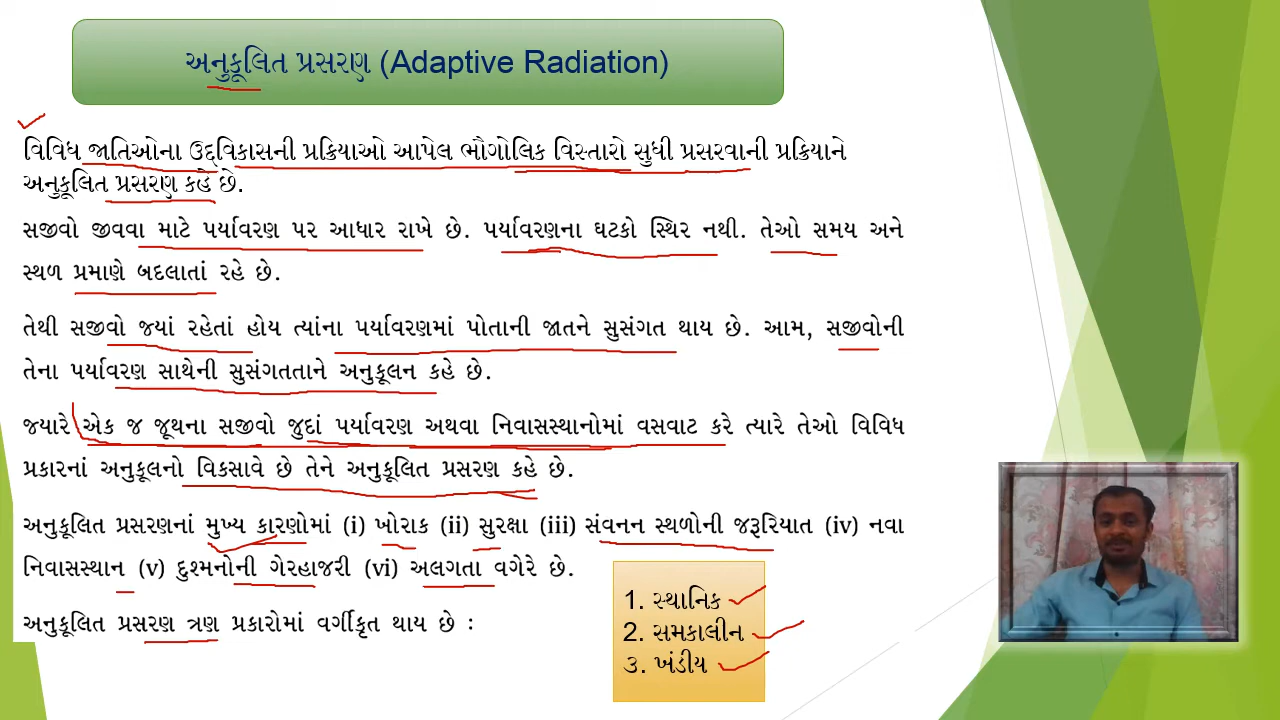 અનુકૂલિત પ્રસરણ (Adaptive Radiation)
વિવિધ જાતિઓના ઉદ્દવિકાસની પ્રક્રિયાઓ આપેલ ભૌગોલિક વિસ્તારો સુધી પ્રસરવાની પ્રક્રિયાને
અનુકૂલિત પ્રસરણ કહે છે.
સજીવો જીવવા માટે પર્યાવરણ પર આધાર રાખે છે. પર્યાવરણના ઘટકો સ્થિર નથી. તેઓ સમય અને
સ્થળ પ્રમાણે બદલાતાં રહે છે.
તેથી સજીવો જયાં રહેતાં હોય ત્યાંના પર્યાવરણમાં પોતાની જાતને સુસંગત થાય છે. આમ, સજીવોની
તેના પર્યાવરણ સાથેની સુસંગતતાને અનુકૂલન કહે છે.
જયારે એક જ જૂથના સજીવો જુદાં પર્યાવરણ અથવા નિવાસસ્થાનોમાં વસવાટ કરે ત્યારે તેઓ વિવિધ
પ્રકારનાં અનુકૂલનો વિકસાવે છે તેને અનુકૂલિત પ્રસરણ કહે છે.
અનુકૂલિત પ્રસરણનાં મુખ્ય કારણોમાં (i) ખોરાક (ii) સુરક્ષા (iii) સંવનન સ્થળોની જરૂરિયાત (iv) નવા
નિવાસસ્થાન (v) દુશ્મનોની ગેરહાજરી (vi) અલગતા વગેરે છે.
અનુકૂલિત પ્રસરણ ત્રણ પ્રકારોમાં વર્ગીકૃત થાય છે :
1. સ્થાનિક
2. સમકાલીન
૩. ખંડીય